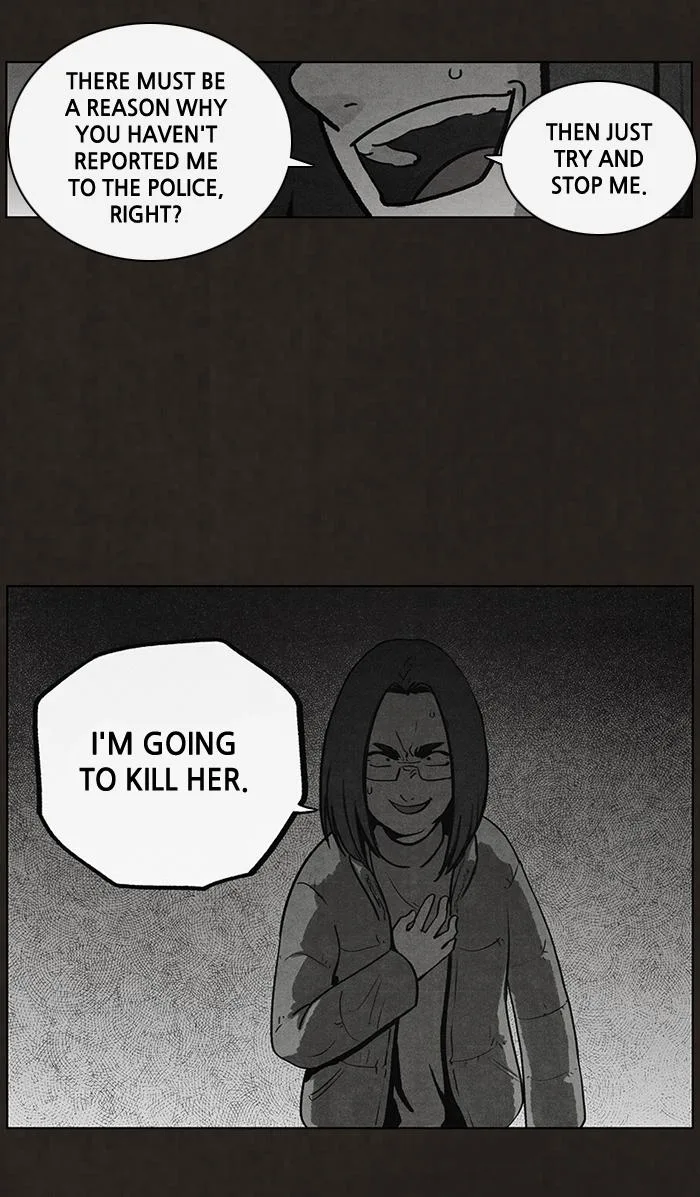 THERE MUST BE
A REASON WHY
YOU HAVEN'T
REPORTED ME
TO THE POLICE,
RIGHT?
THEN JUST
TRY AND
STOP ME.
I'M GOING
TO KILL HER.